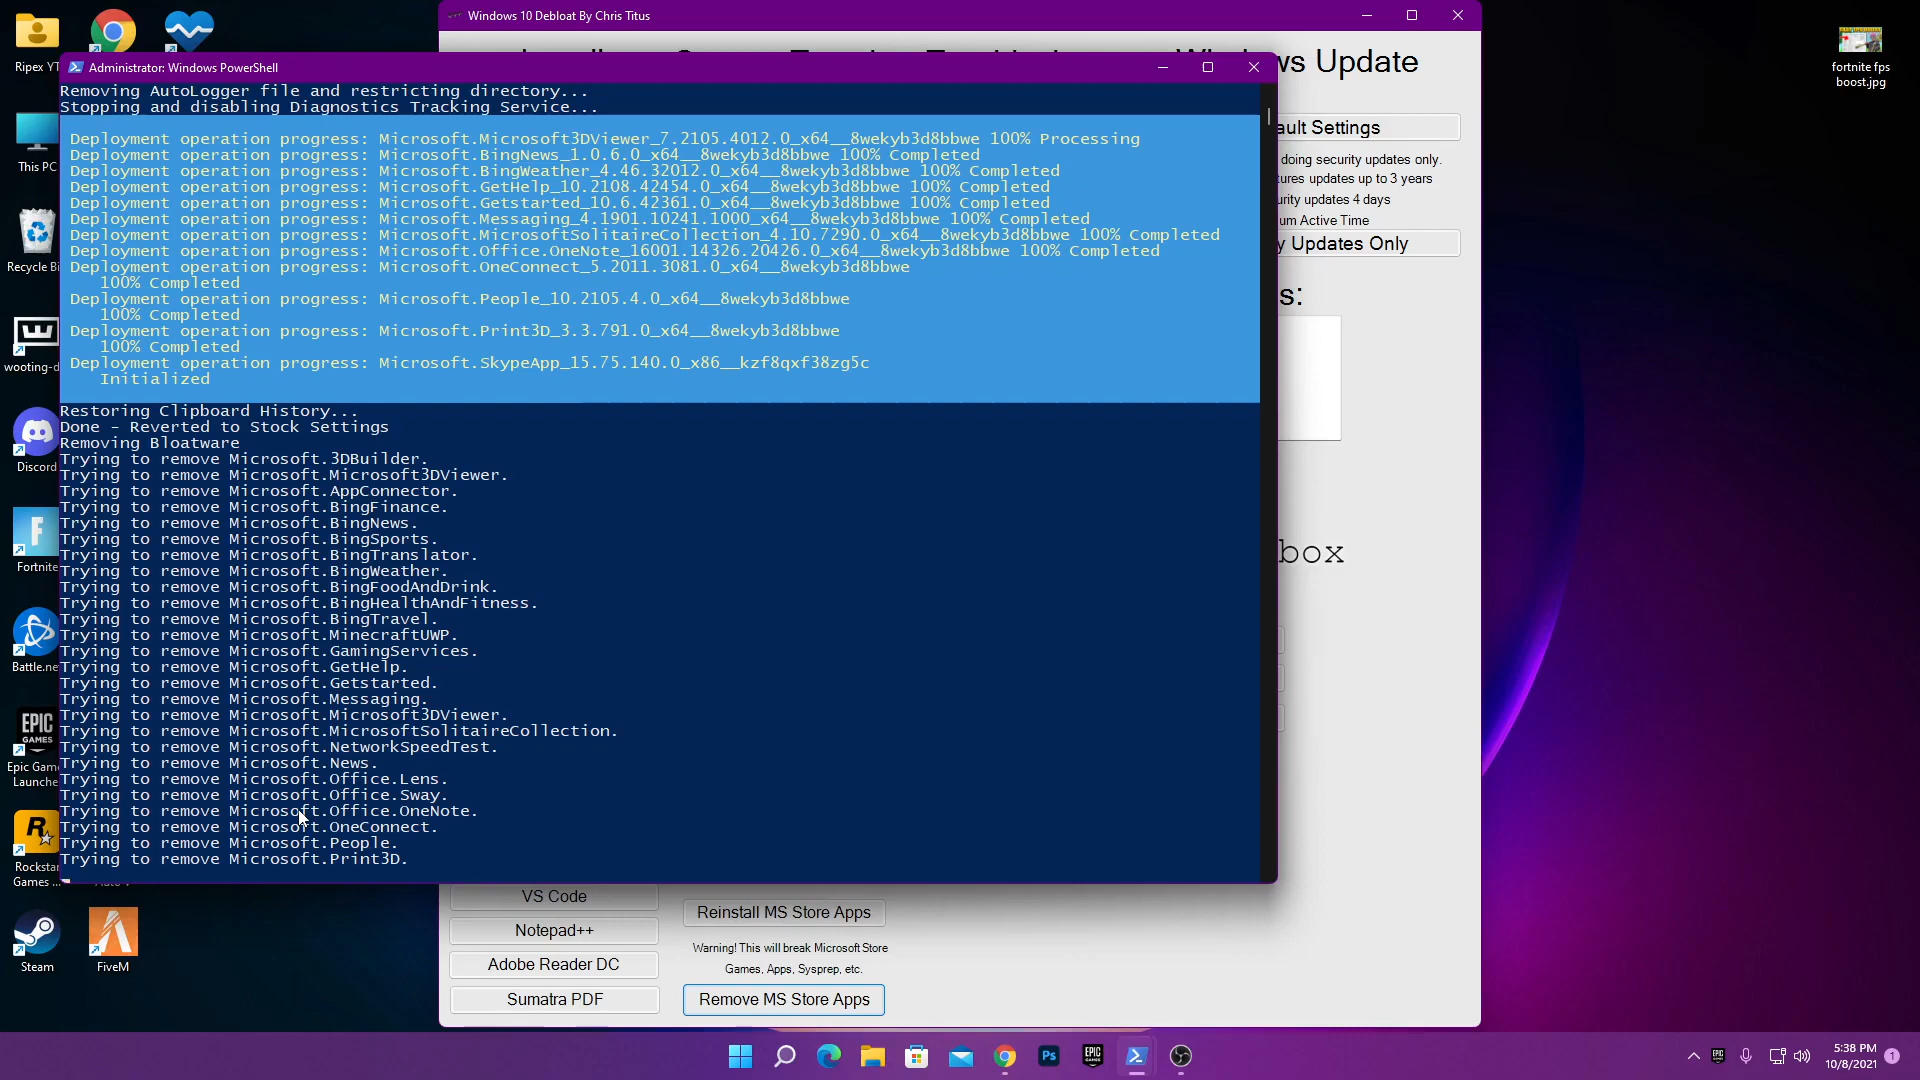 Windows 10 Debloat By Chris Titus
Windows Update
Ripex YT
fortnite fps
boost.jpg
Administrator: Windows PowerShell
Removing AutoLogger file and restricting directory...
Stopping and disabling Diagnostics Tracking Service...
Deployment operation progress: Microsoft.Microsoft3DViewer_7.2105.4012.0_x64__8wekyb3d8bbwe 100% Processing
Deployment operation progress: Microsoft.BingNews_1.0.6.0_x64__8wekyb3d8bbwe 100% Completed
Deployment operation progress: Microsoft.BingWeather_4.46.32012.0_x64__8wekyb3d8bbwe 100% Completed
Deployment operation progress: Microsoft.GetHelp_10.2108.42454.0_x64__8wekyb3d8bbwe 100% Completed
Deployment operation progress: Microsoft.Getstarted_10.6.42361.0_x64__8wekyb3d8bbwe 100% Completed
Deployment operation progress: Microsoft.Messaging_4.1901.10241.1000_x64__8wekyb3d8bbwe 100% Completed
Deployment operation progress: Microsoft.MicrosoftSolitaireCollection_4.10.7290.0_x64__8wekyb3d8bbwe 100% Completed
Deployment operation progress: Microsoft.Office.OneNote_16001.14326.20426.0_x64__8wekyb3d8bbwe 100% Completed
Deployment operation progress: Microsoft.OneConnect_5.2011.3081.0_x64__8wekyb3d8bbwe
100% Completed
Deployment operation progress: Microsoft.People_10.2105.4.0_x64__8wekyb3d8bbwe
100% Completed
Deployment operation progress: Microsoft.Print3D_3.3.791.0_x64__8wekyb3d8bbwe
100% Completed
Deployment operation progress: Microsoft.SkypeApp_15.75.140.0_x86__kzf8qxf38zg5c
Initialized
Restoring Clipboard History...
Done - Reverted to Stock Settings
Removing Bloatware
Trying to remove Microsoft.3DBuilder.
Trying to remove Microsoft.Microsoft3DViewer.
Trying to remove Microsoft.AppConnector.
Trying to remove Microsoft.BingFinance.
Trying to remove Microsoft.BingNews.
Trying to remove Microsoft.BingSports.
Trying to remove Microsoft.BingTranslator.
Trying to remove Microsoft.BingWeather.
Trying to remove Microsoft.BingFoodAndDrink.
Trying to remove Microsoft.BingHealthAndFitness.
Trying to remove Microsoft.BingTravel.
Trying to remove Microsoft.MinecraftUWP.
Trying to remove Microsoft.GamingServices.
Trying to remove Microsoft.GetHelp.
Trying to remove Microsoft.Getstarted.
Trying to remove Microsoft.Messaging.
Trying to remove Microsoft.Microsoft3DViewer.
Trying to remove Microsoft.MicrosoftSolitaireCollection.
Trying to remove Microsoft.NetworkSpeedTest.
Trying to remove Microsoft.News.
Trying to remove Microsoft.Office.Lens.
Trying to remove Microsoft.Office.Sway.
Trying to remove Microsoft.Office.OneNote.
Trying to remove Microsoft.OneConnect.
Trying to remove Microsoft.People.
Trying to remove Microsoft.Print3D.
ault Settings
doing security updates only.
tures updates up to 3 years
urity updates 4 days
um Active Time
y Updates Only
s:
box
This PC
Recycle Bi
wooting-d
Discord
Fortnite
Battle.ne
EPIC
GAMES
Epic Gam
Launche
Rockstar
Games ...
Steam
FiveM
VS Code
Notepad++
Adobe Reader DC
Sumatra PDF
Reinstall MS Store Apps
Warning! This will break Microsoft Store
Games, Apps, Sysprep, etc.
Remove MS Store Apps
Ps
EPIC
GAMES
5:38 PM
10/8/2021
1